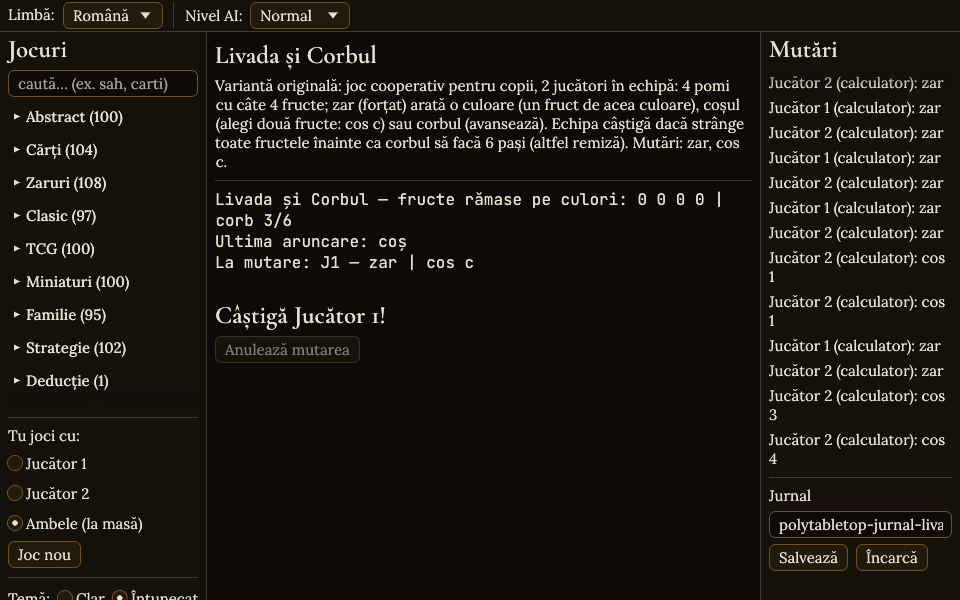 Limbă: Română Nivel AI: Normal
Jocuri
caută... (ex. sah, carti)
Abstract (100)
Cărți (104)
Zaruri (108)
Clasic (97)
TCG (100)
Miniaturi (100)
Familie (95)
Strategie (102)
Deducție (1)
Tu joci cu:
Jucător 1
Jucător 2
Ambele (la masă)
Joc nou
Temă: Clar Întunecat
Livada și Corbul
Variantă originală: joc cooperativ pentru copii, 2 jucători în echipă: 4 pomi
cu câte 4 fructe; zar (forțat) arată o culoare (un fruct de acea culoare), coșul
(alegi două fructe: cos c) sau corbul (avansează). Echipa câștigă dacă strânge
toate fructele înainte ca corbul să facă 6 pași (altfel remiză). Mutări: zar, cos
c.
Livada și Corbul — fructe rămase pe culori: 0 0 0 0 |
corb 3/6
Ultima aruncare: coș
La mutare: J1 — zar | cos c
Câștigă Jucător 1!
Anulează mutarea
Mutări
Jucător 2 (calculator): zar
Jucător 1 (calculator): zar
Jucător 2 (calculator): zar
Jucător 1 (calculator): zar
Jucător 2 (calculator): zar
Jucător 1 (calculator): zar
Jucător 2 (calculator): zar
Jucător 2 (calculator): cos
1
Jucător 2 (calculator): cos
1
Jucător 1 (calculator): zar
Jucător 2 (calculator): zar
Jucător 2 (calculator): cos
3
Jucător 2 (calculator): cos
4
Jurnal
polytabletop-jurnal-liva
Salvează Încarcă